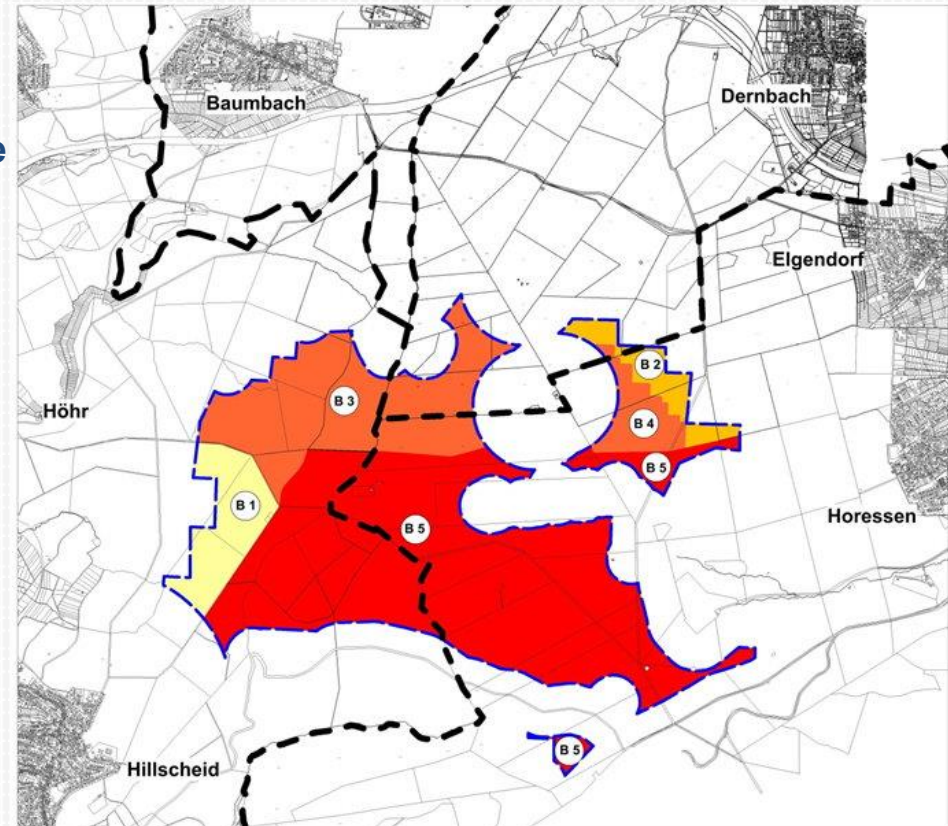 Baumbach
Dernbach
e
Elgendorf
B 2
B 3
Höhr
B 4
B 5
B 1
Horessen
B 5
B 5
Hillscheid